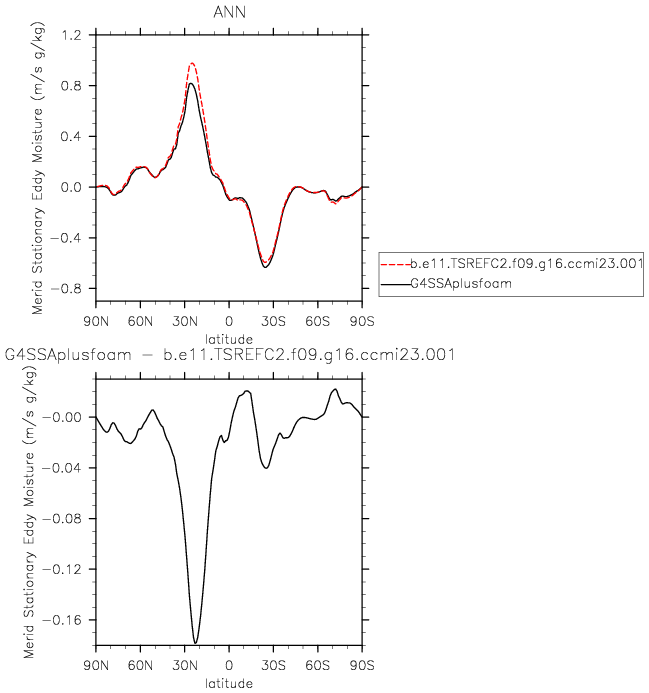 ANN
Merid Stationary Eddy Moisture (m/s g/kg)
1.2
0.8
0.4
0.0
−0.4
−0.8
90N 60N 30N 0 30S 60S 90S
latitude
b.e11.TSREFC2.f09.g16.ccmi23.001
G4SSAplusfoam
G4SSAplusfoam − b.e11.TSREFC2.f09.g16.ccmi23.001
Merid Stationary Eddy Moisture (m/s g/kg)
−0.00
−0.04
−0.08
−0.12
−0.16
90N 60N 30N 0 30S 60S 90S
latitude